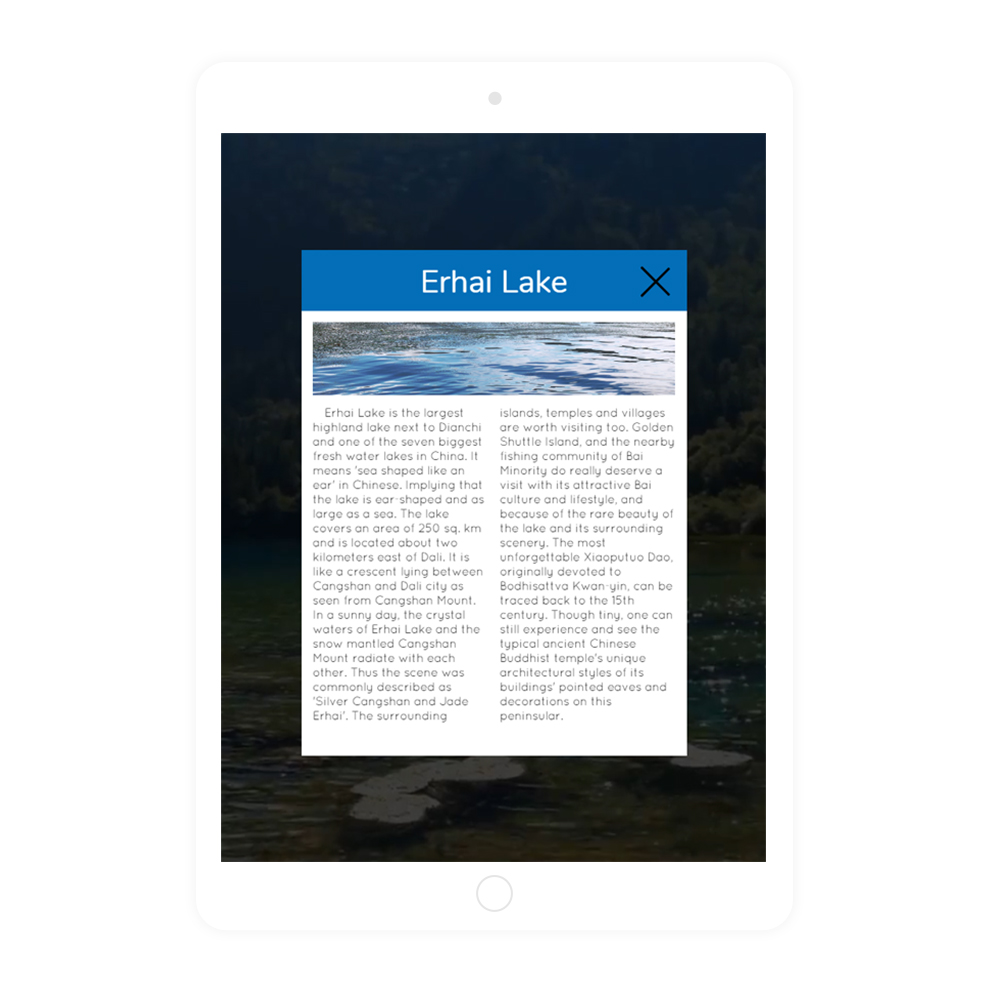 Erhai Lake
Erhai Lake is the largest
highland lake next to Dianchi
and one of the seven biggest
fresh water lakes in China. It
means 'sea shaped like an
ear' in Chinese. Implying that
the lake is ear-shaped and as
large as a sea. The lake
covers an area of 250 sq. km
and is located about two
kilometers east of Dali. It is
like a crescent lying between
Cangshan and Dali city as
seen from Cangshan Mount.
In a sunny day, the crystal
waters of Erhai Lake and the
snow mantled Cangshan
Mount radiate with each
other. Thus the scene was
commonly described as
'Silver Cangshan and Jade
Erhai'. The surrounding
islands, temples and villages
are worth visiting too. Golden
Shuttle Island, and the nearby
fishing community of Bai
Minority do really deserve a
visit with its attractive Bai
culture and lifestyle, and
because of the rare beauty of
the lake and its surrounding
scenery. The most
unforgettable Xiaoputuo Dao,
originally devoted to
Bodhisattva Kwan-yin, can be
traced back to the 15th
century. Though tiny, one can
still experience and see the
typical ancient Chinese
Buddhist temple's unique
architectural styles of its
buildings' pointed eaves and
decorations on this
peninsular.